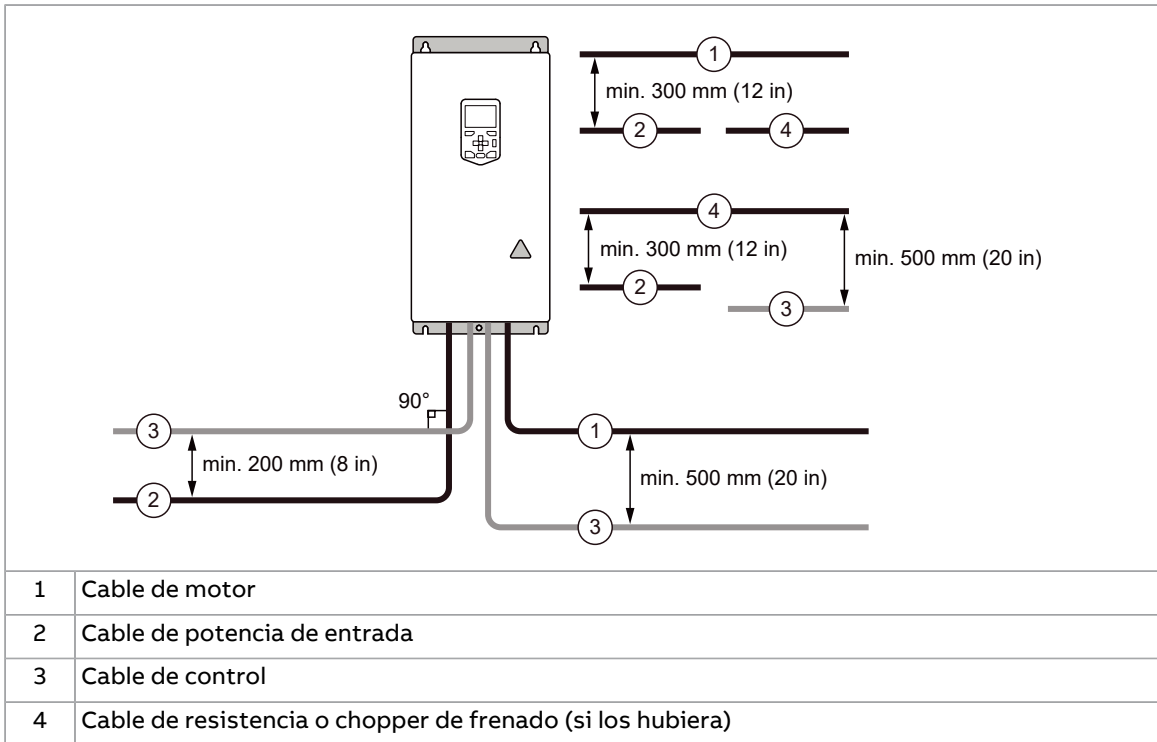 1
min. 300 mm (12 in)
2
4
4
min. 300 mm (12 in)
min. 500 mm (20 in)
2
3
90°
3
1
min. 200 mm (8 in)
min. 500 mm (20 in)
2
3
1 Cable de motor
2 Cable de potencia de entrada
3 Cable de control
4 Cable de resistencia o chopper de frenado (si los hubiera)